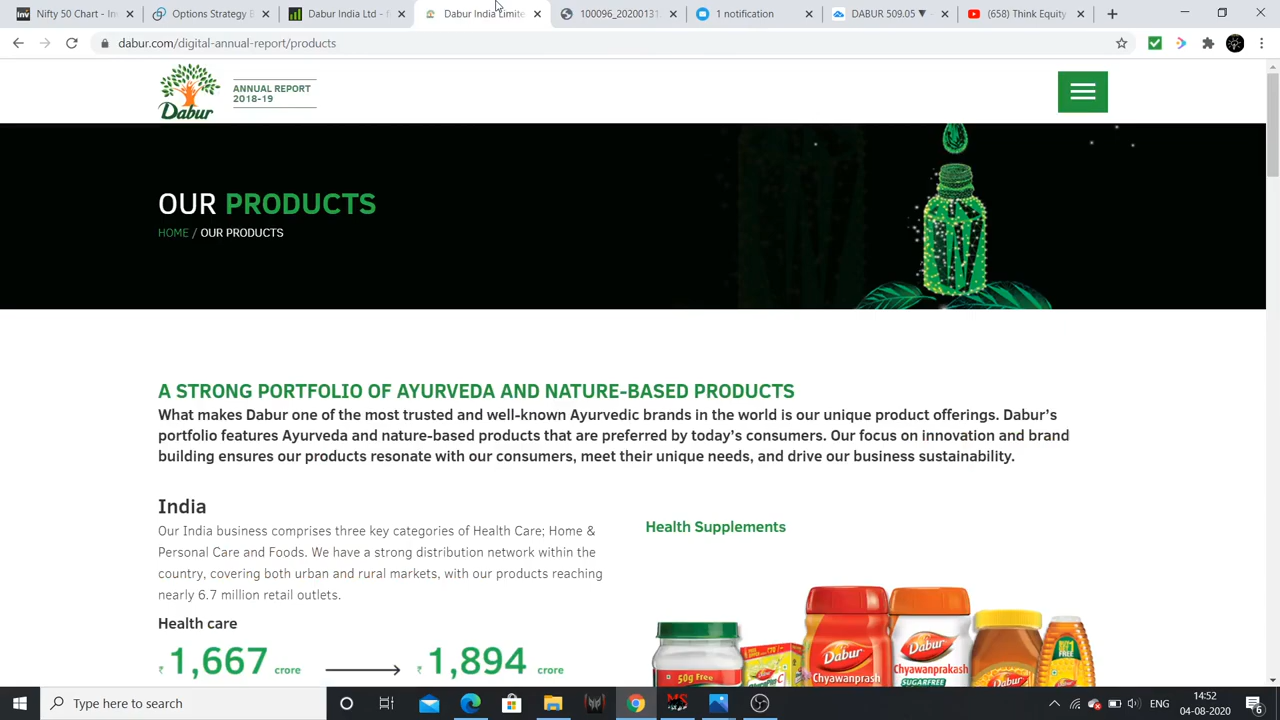 Nifty 50 Chart - Inv
Options Strategy B
Dabur India Ltd -
Dabur India Limite
100096_20200131.
1 notification
DABUR 509.05
(658) Think Equity
dabur.com/digital-annual-report/products
Dabur
ANNUAL REPORT
2018-19
OUR PRODUCTS
HOME / OUR PRODUCTS
A STRONG PORTFOLIO OF AYURVEDA AND NATURE-BASED PRODUCTS
What makes Dabur one of the most trusted and well-known Ayurvedic brands in the world is our unique product offerings. Dabur's
portfolio features Ayurveda and nature-based products that are preferred by today's consumers. Our focus on innovation and brand
building ensures our products resonate with our consumers, meet their unique needs, and drive our business sustainability.
India
Our India business comprises three key categories of Health Care; Home &
Personal Care and Foods. We have a strong distribution network within the
country, covering both urban and rural markets, with our products reaching
nearly 6.7 million retail outlets.
Health care
₹ 1,667 crore
₹ 1,894 crore
Health Supplements
50g Free
Dabur
Chyawanprash
Dabur
Chyawanprakash
SUGARFREE
Dabur
Type here to search
ENG
14:52
04-08-2020
6